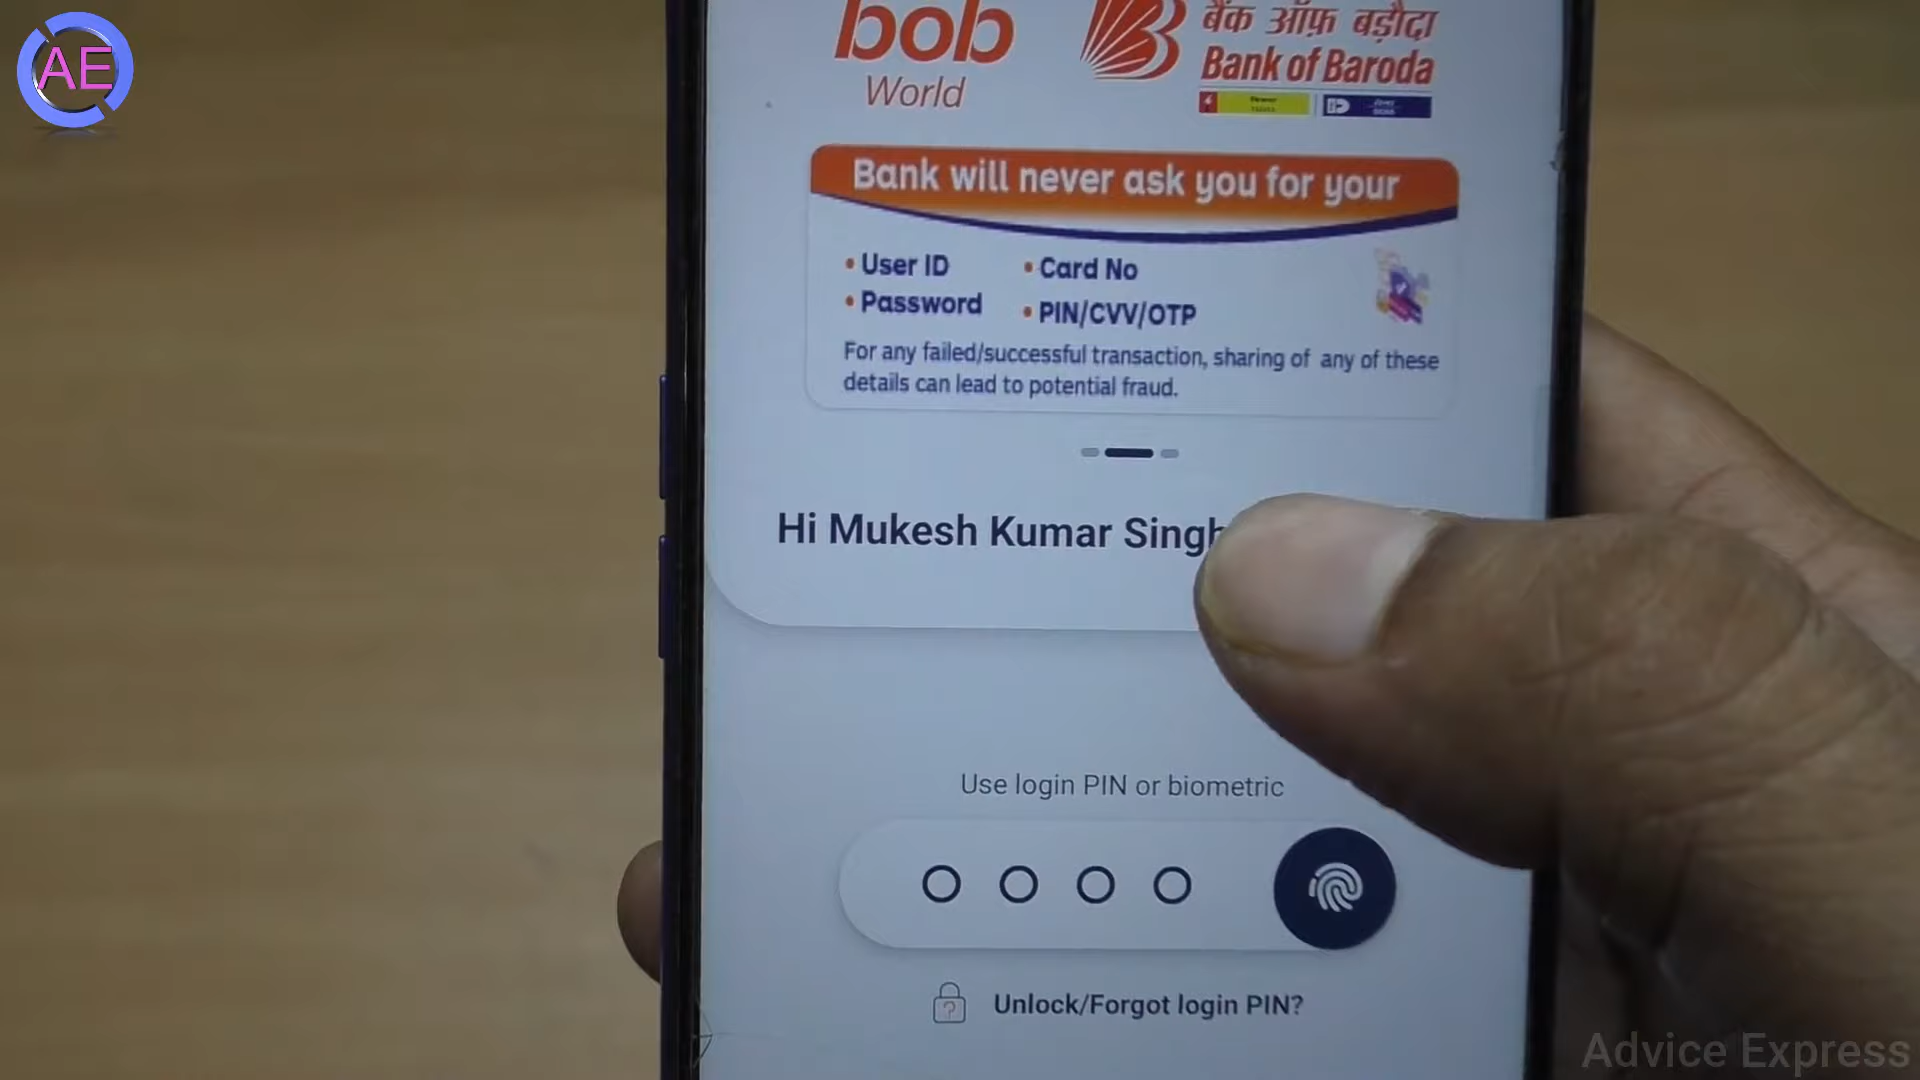 AE
bob
World
बैंक ऑफ़ बड़ौदा
Bank of Baroda
Bank will never ask you for your
• User ID
• Card No
• Password
• PIN/CVV/OTP
For any failed/successful transaction, sharing of any of these
details can lead to potential fraud.
Hi Mukesh Kumar Singh
Use login PIN or biometric
Unlock/Forgot login PIN?
Advice Express